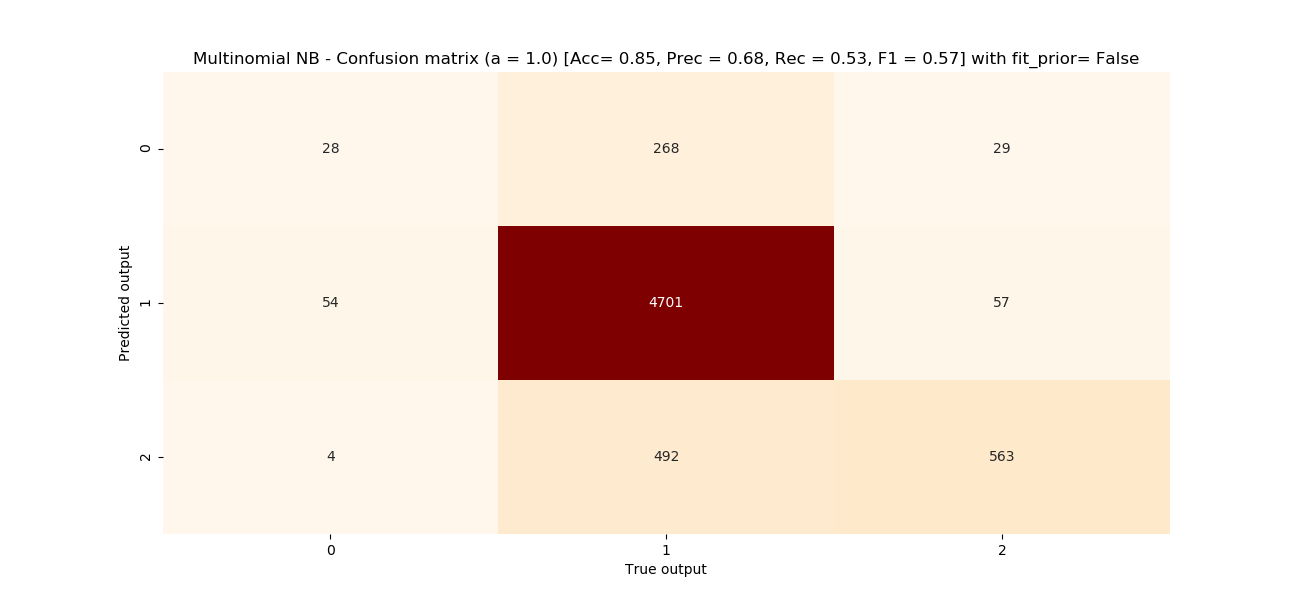 Multinomial NB - Confusion matrix (a = 1.0) [Acc= 0.85, Prec = 0.68, Rec = 0.53, F1 = 0.57] with fit_prior= False
0
28 268 29
Predicted output
1
54 4701 57
2
4 492 563
0 1 2
True output